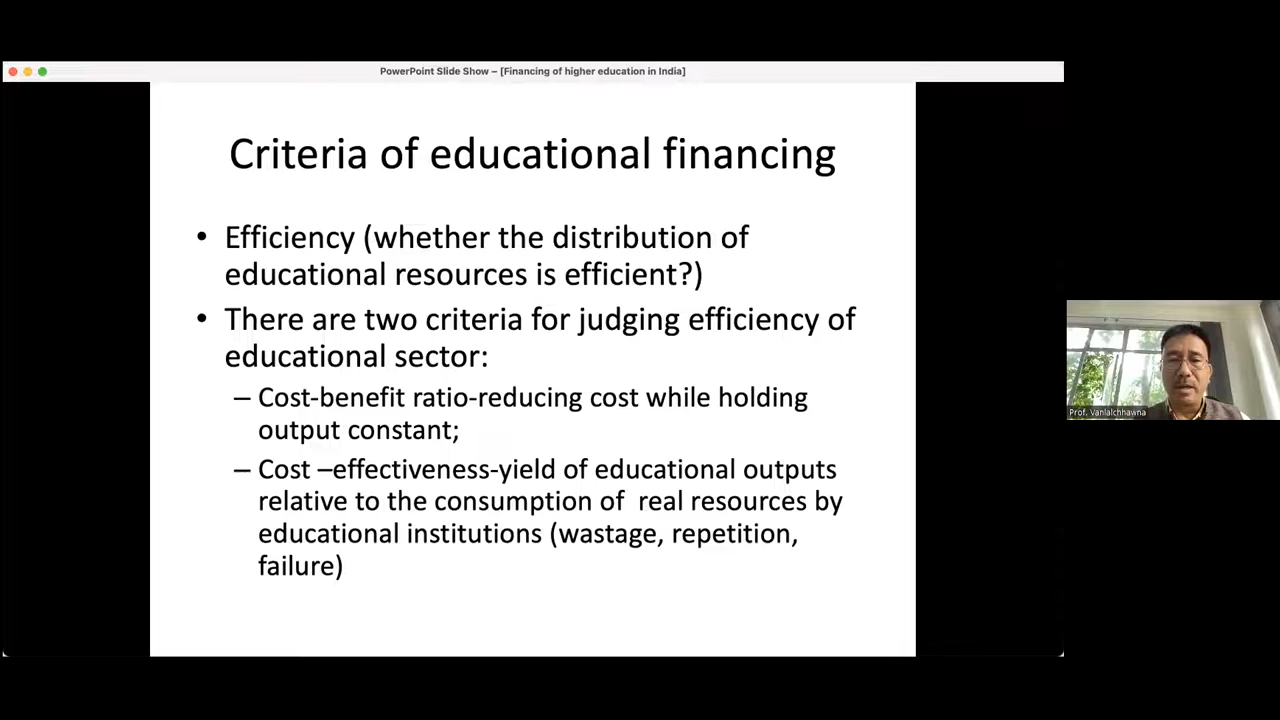 PowerPoint Slide Show – [Financing of higher education in India]
Criteria of educational financing
• Efficiency (whether the distribution of
educational resources is efficient?)
• There are two criteria for judging efficiency of
educational sector:
– Cost-benefit ratio-reducing cost while holding
output constant;
– Cost –effectiveness-yield of educational outputs
relative to the consumption of real resources by
educational institutions (wastage, repetition,
failure)
Prof. Vanlalchhawna